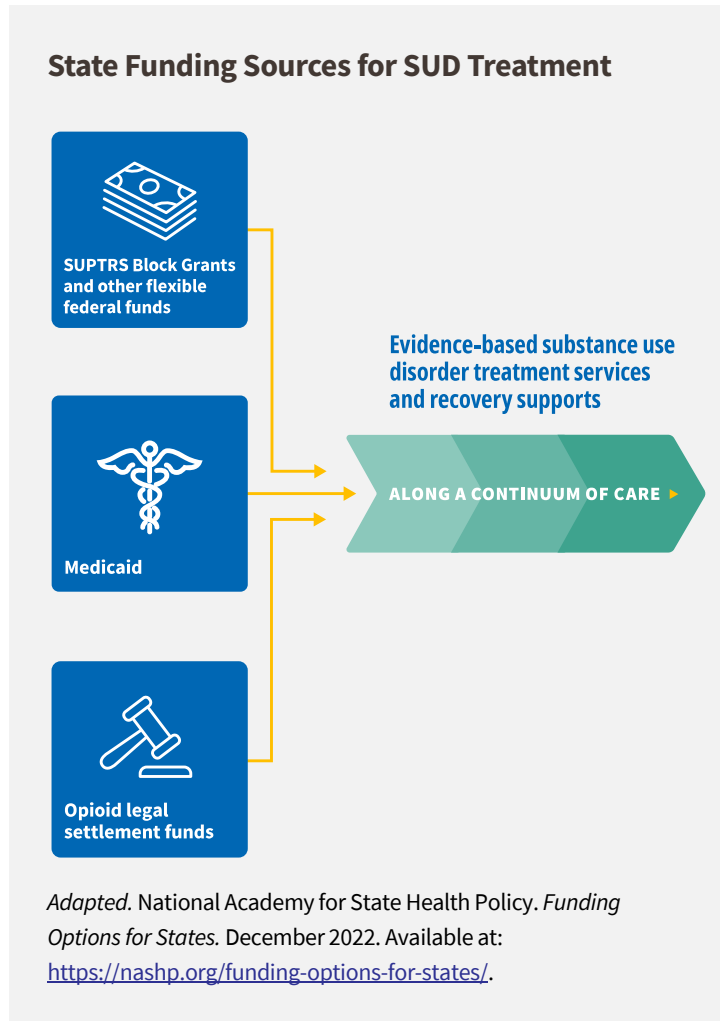 State Funding Sources for SUD Treatment
SUPTRS Block Grants
and other flexible
federal funds
Medicaid
Opioid legal
settlement funds
Evidence-based substance use
disorder treatment services
and recovery supports
ALONG A CONTINUUM OF CARE
Adapted. National Academy for State Health Policy. Funding
Options for States. December 2022. Available at:
https://nashp.org/funding-options-for-states/.